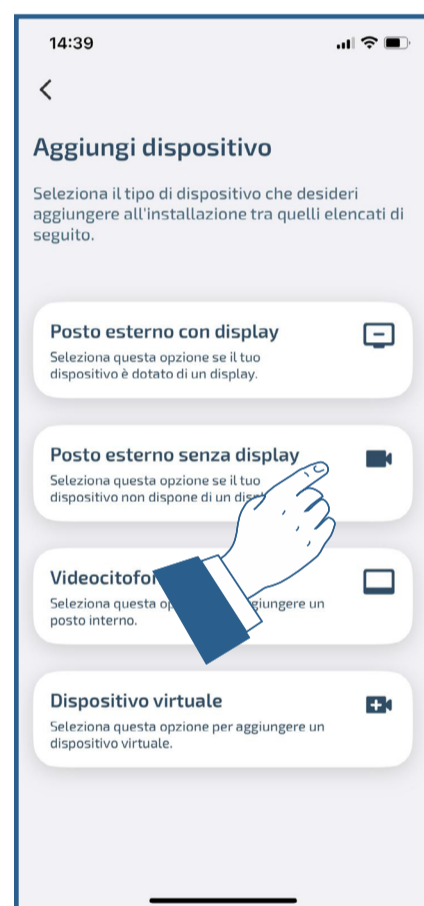 14:39
Aggiungi dispositivo
Seleziona il tipo di dispositivo che desideri
aggiungere all'installazione tra quelli elencati di
seguito.
Posto esterno con display
Seleziona questa opzione se il tuo
dispositivo è dotato di un display.
Posto esterno senza display
Seleziona questa opzione se il tuo
dispositivo non dispone di un
Seleziona questa un
posto interno.
Dispositivo virtuale
Seleziona questa opzione per aggiungere un
dispositivo virtuale.